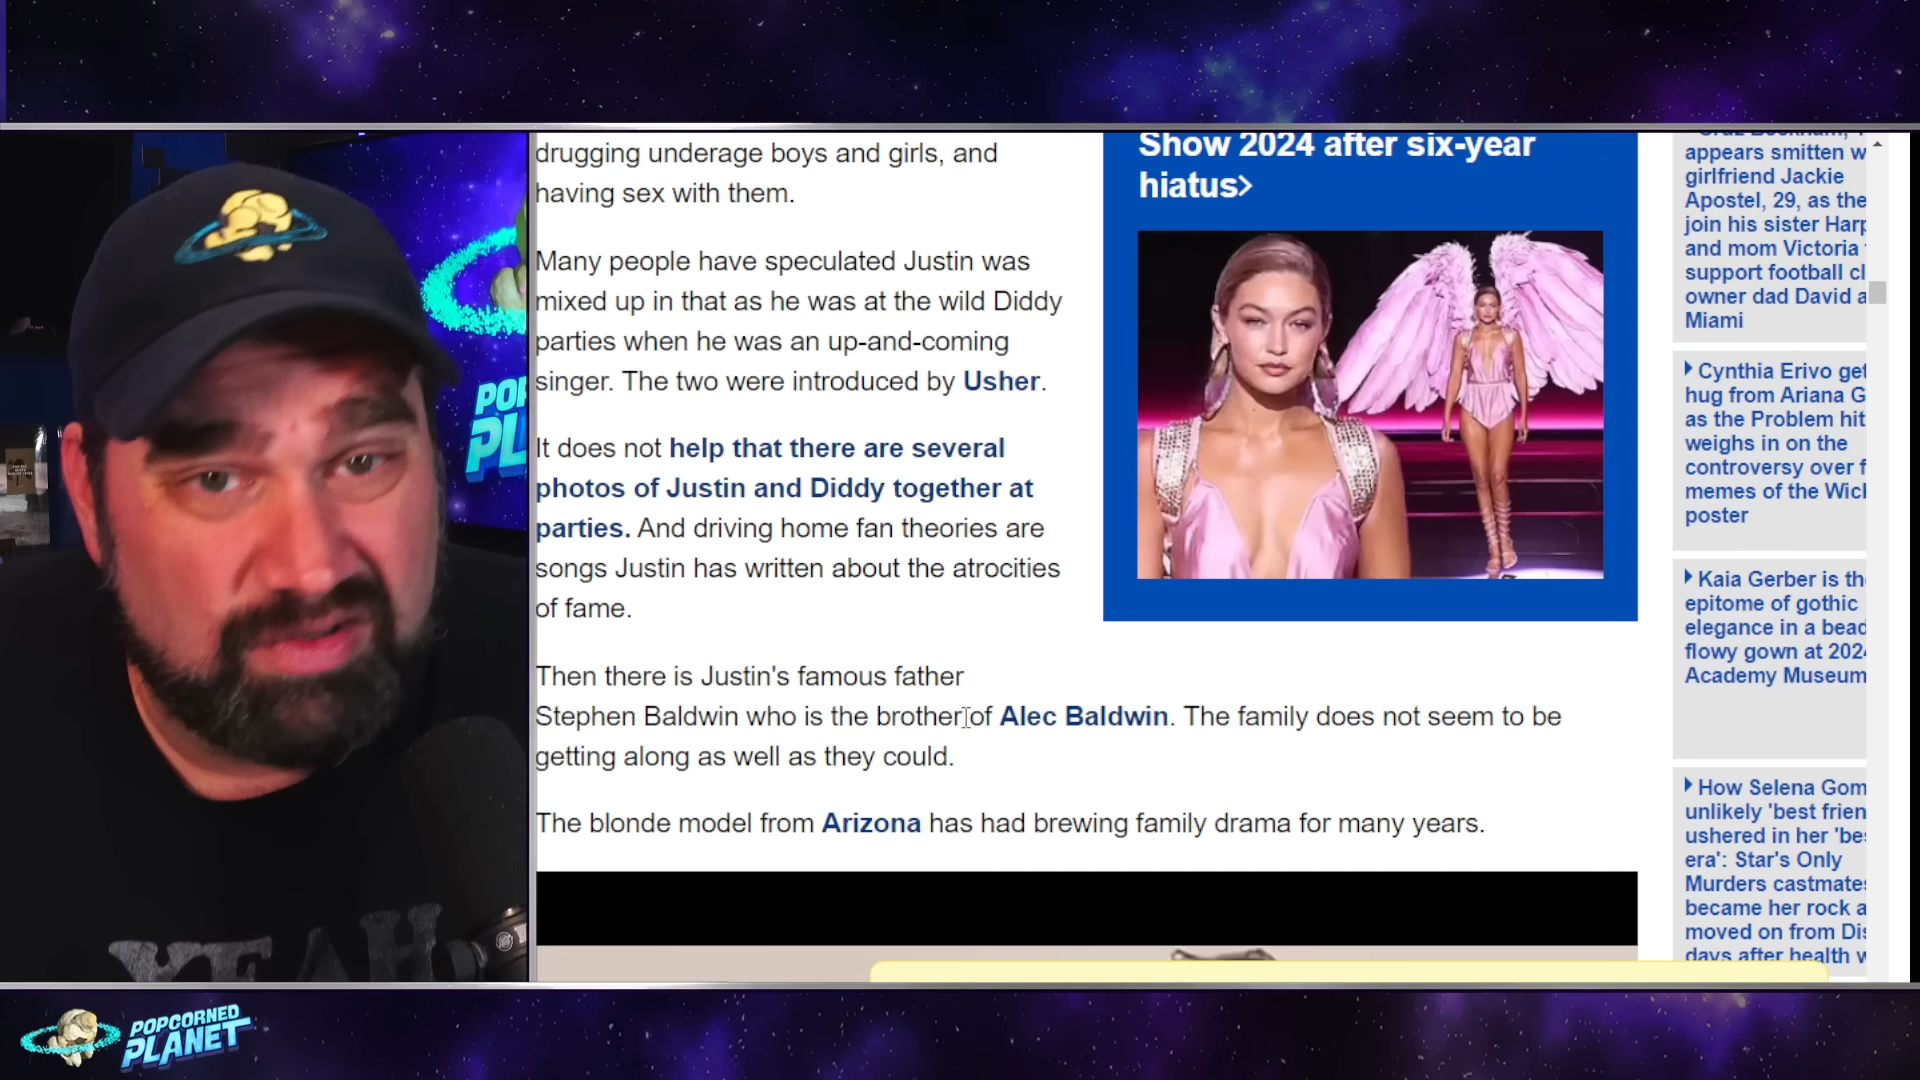 drugging underage boys and girls, and
having sex with them.
Many people have speculated Justin was
mixed up in that as he was at the wild Diddy
parties when he was an up-and-coming
singer. The two were introduced by Usher.
It does not help that there are several
photos of Justin and Diddy together at
parties. And driving home fan theories are
songs Justin has written about the atrocities
of fame.
Then there is Justin's famous father
Stephen Baldwin who is the brother of Alec Baldwin. The family does not seem to be
getting along as well as they could.
The blonde model from Arizona has had brewing family drama for many years.
Show 2024 after six-year
hiatus>
appears smitten w
girlfriend Jackie
Apostel, 29, as the
join his sister Harp
and mom Victoria
support football cl
owner dad David a
Miami
Cynthia Erivo get
hug from Ariana G
as the Problem hit
weighs in on the
controversy over f
memes of the Wicl
poster
Kaia Gerber is the
epitome of gothic
elegance in a bead
flowy gown at 202
Academy Museum
How Selena Gom
unlikely 'best frien
ushered in her 'bes
era': Star's Only
Murders castmates
became her rock a
moved on from Dis
days after health w
POP
PL
YEAH
POPCORNED
PLANET